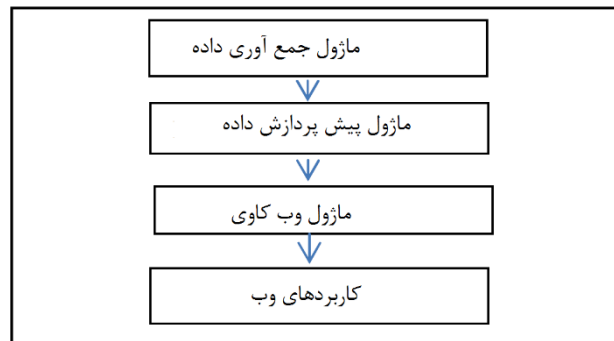 ماژول جمع آوری داده
ماژول پیش پردازش داده
ماژول وب کاوی
کاربردهای وب